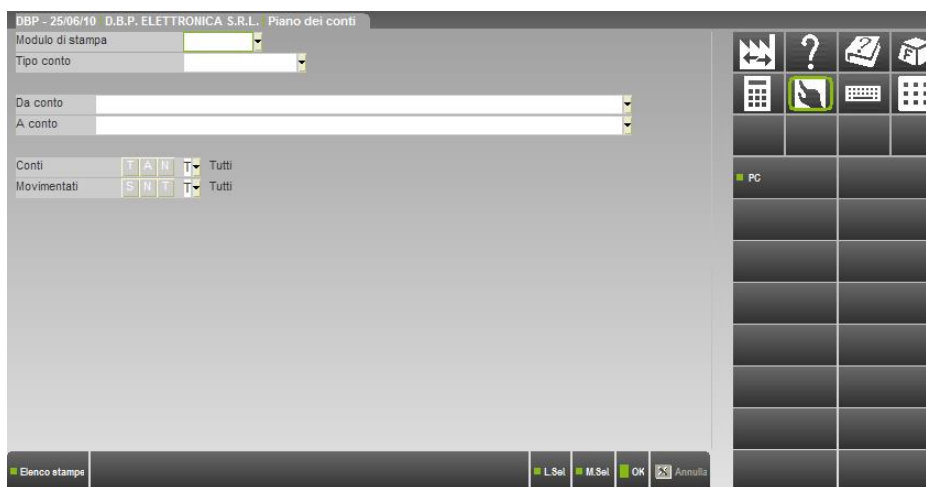 DBP - 25/06/10 D.B.P. ELETTRONICA S.R.L. Piano dei conti
Modulo di stampa
Tipo conto
Da conto
A conto
Conti T A N T Tutti
Movimentati S N T T Tutti
PC
Elenco stampe L.Sel M.Sel OK Annulla